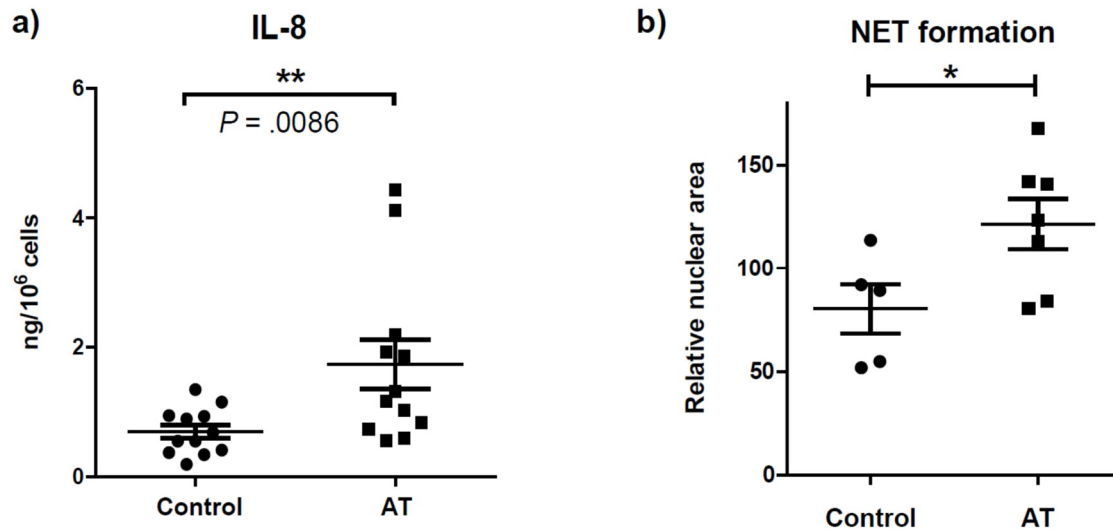 a)
IL-8
**
P = .0086
6
4
2
0
ng/10⁶ cells
Control
AT
b)
NET formation
*
150
100
50
0
Relative nuclear area
Control
AT